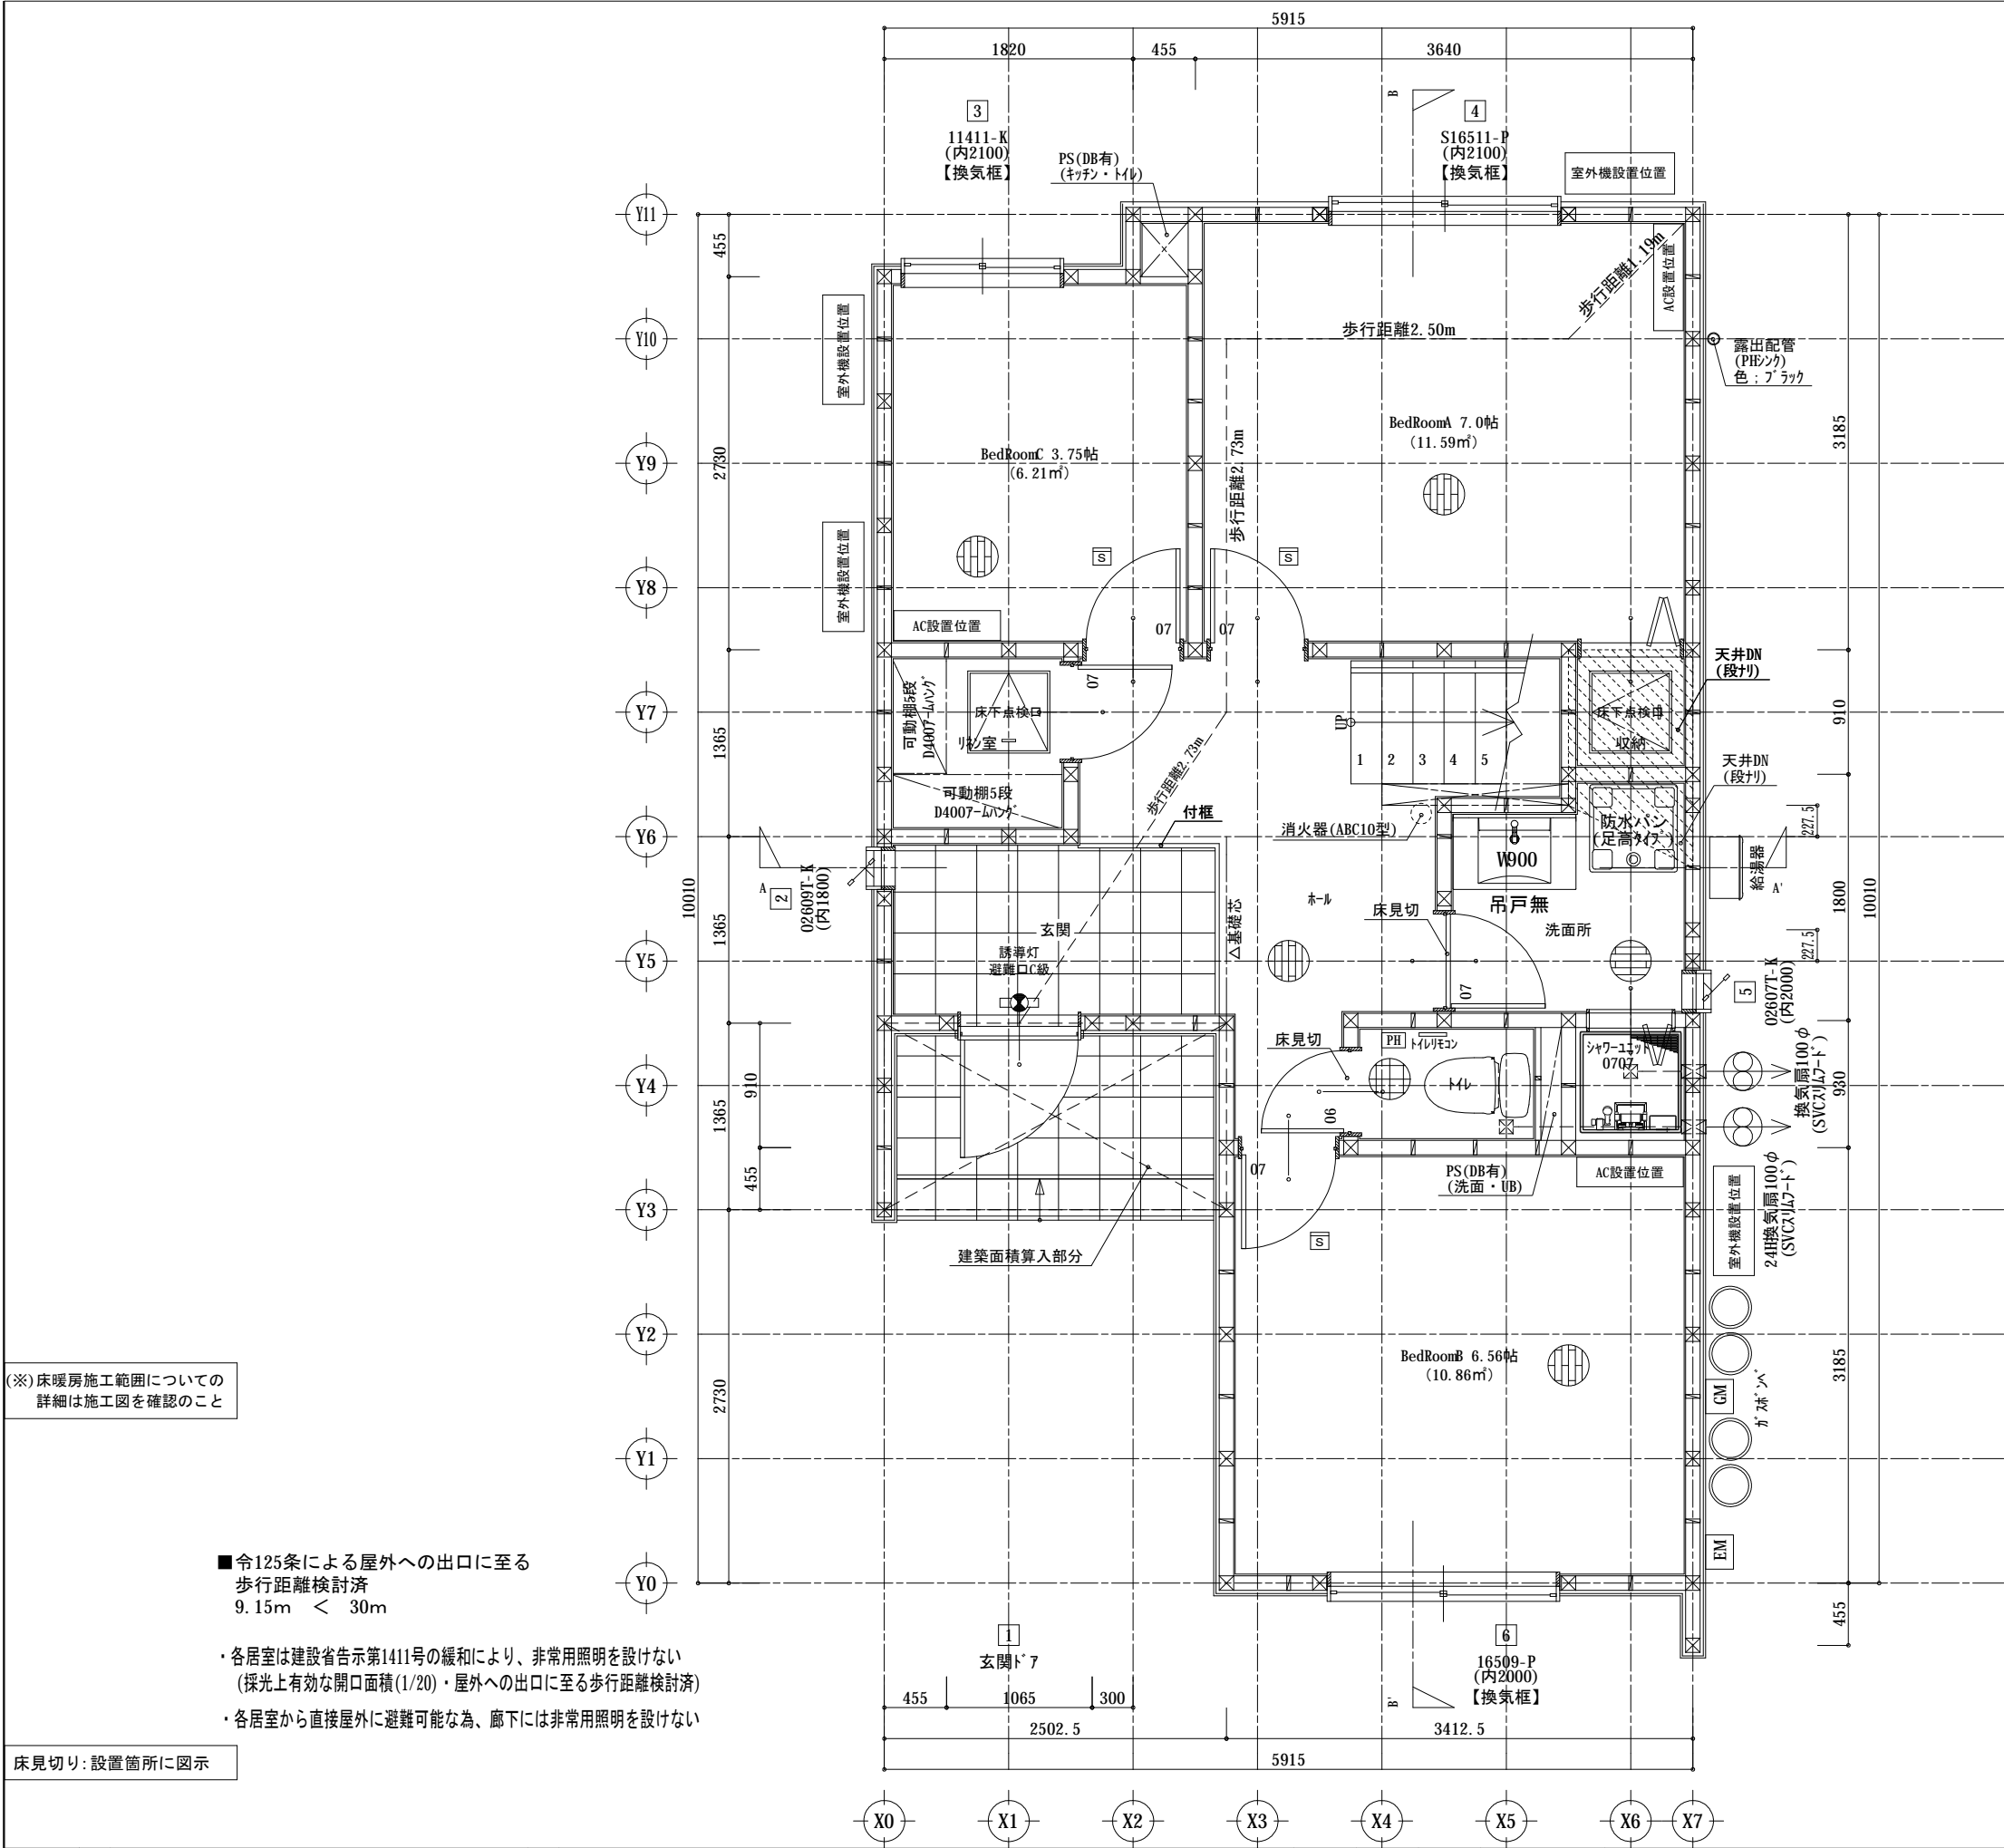 5915
1820
455
3640
3
11411-K
(内2100)
【換気框】
PS(DB有)
(キッチン・トイレ)
B
4
S16511-P
(内2100)
【換気框】
室外機設置位置
Y11
455
歩行距離1.19m
AC設置位置
室外機設置位置
Y10
歩行距離2.50m
露出配管
(PHシンク)
色：ブラック
BedRoomA 7.0帖
(11.59㎡)
3185
歩行距離2.73m
BedRoomC 3.75帖
(6.21㎡)
Y9
2730
室外機設置位置
S
S
Y8
AC設置位置
07
07
天井DN
(段ナリ)
可動棚5段
D400アームハング
床下点検口
リネン室
07
Y7
1365
UP
1
2
3
4
5
床下点検口
収納
910
天井DN
(段ナリ)
可動棚5段
D400アームハング
歩行距離2.73m
付框
消火器(ABC10型)
W900
防水パン
(足高タイプ)
227.5
Y6
A
2
02609T-K
(内1800)
給湯器
A'
10010
1365
吊戸無
ホール
床見切
洗面所
玄関
△基礎芯
誘導灯
避難口C級
1800
10010
227.5
Y5
07
5
02607T-K
(内2000)
床見切
PH
トイレリモコン
シャワーユニット
0707
トイレ
Y4
910
1365
06
換気扇100φ
(SVCスリムフード)
930
455
07
PS(DB有)
(洗面・UB)
AC設置位置
室外機設置位置
24H換気扇100φ
(SVCスリムフード)
Y3
S
建築面積算入部分
Y2
BedRoomB 6.56帖
(10.86㎡)
GM
ガスボンベ
3185
2730
(※)床暖房施工範囲についての
詳細は施工図を確認のこと
Y1
EM
Y0
455
■令125条による屋外への出口に至る
歩行距離検討済
9.15m ＜ 30m
・各居室は建設省告示第1411号の緩和により、非常用照明を設けない
(採光上有効な開口面積(1/20)・屋外への出口に至る歩行距離検討済)
・各居室から直接屋外に避難可能な為、廊下には非常用照明を設けない
1
玄関ドア
6
16509-P
(内2000)
【換気框】
B'
455
1065
300
2502.5
3412.5
5915
床見切り:設置箇所に図示
X0
X1
X2
X3
X4
X5
X6
X7